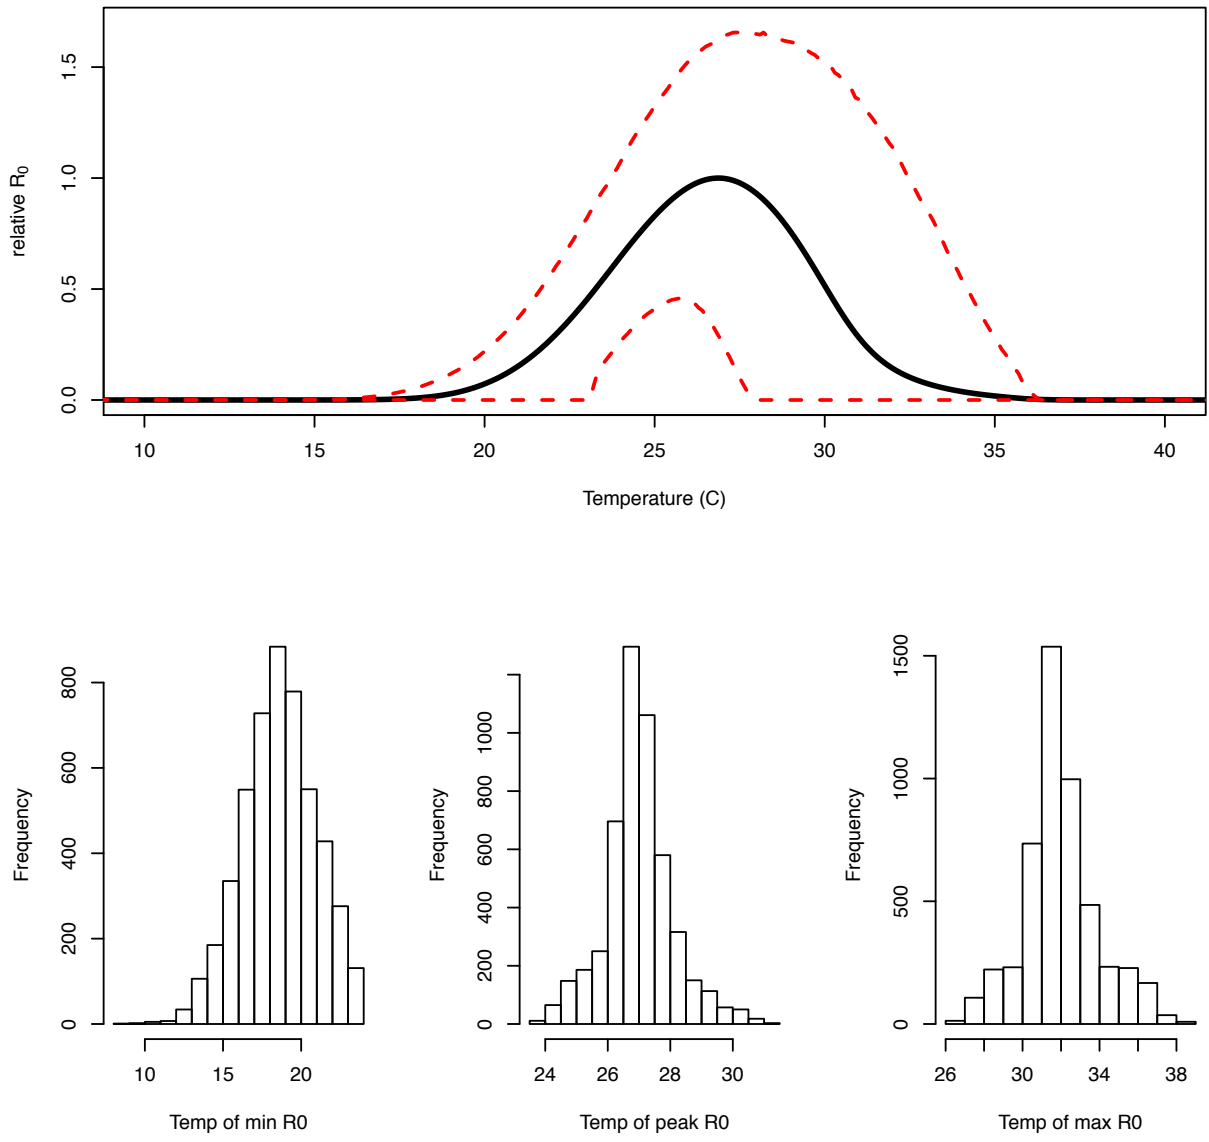 relative R₀
1.5
1.0
0.5
0.0
10 15 20 25 30 35 40
Temperature (C)
Frequency
800
600
400
200
0
10 15 20
Temp of min R0
Frequency
1000
800
600
400
200
0
24 26 28 30
Temp of peak R0
Frequency
1500
1000
500
0
26 30 34 38
Temp of max R0